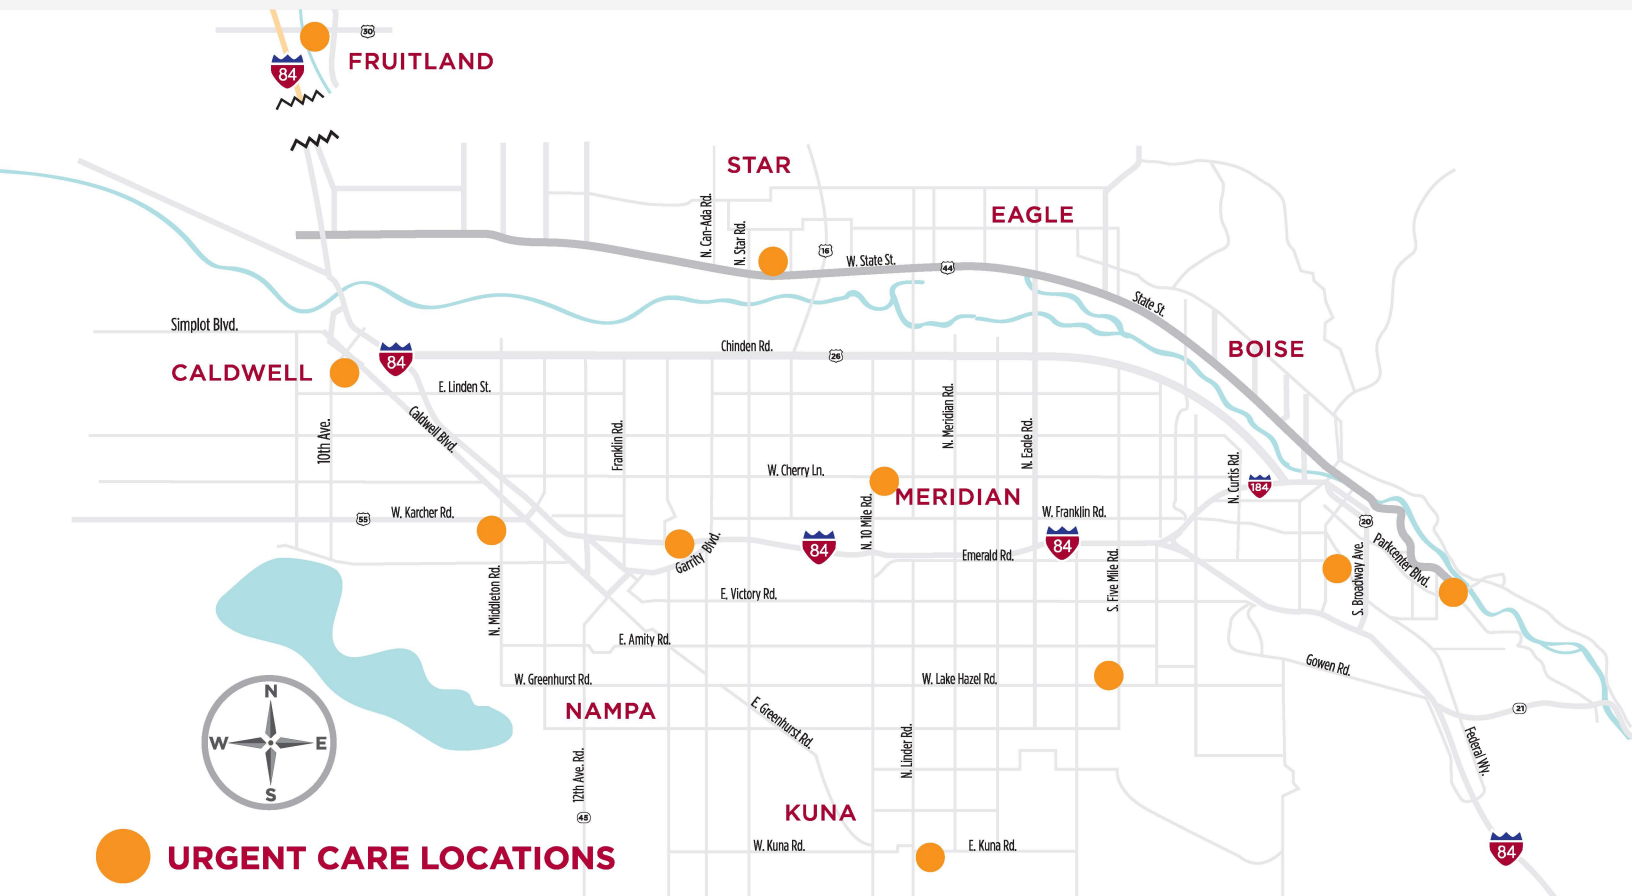 30
FRUITLAND
84
STAR
N. Can-Ada Rd.
N. Star Rd.
EAGLE
16
W. State St.
44
State St.
Simplot Blvd.
Chinden Rd.
26
BOISE
84
CALDWELL
E. Linden St.
Caldwell Blvd.
10th Ave.
Franklin Rd.
N. Meridian Rd.
N. Eagle Rd.
W. Cherry Ln.
N. Curtis Rd.
184
MERIDIAN
N. 10 Mile Rd.
W. Karcher Rd.
55
W. Franklin Rd.
20
Garrity Blvd.
84
84
Emerald Rd.
Parkcenter Blvd.
S. Broadway Ave.
S. Five Mile Rd.
N. Middleton Rd.
E. Victory Rd.
E. Amity Rd.
Gowen Rd.
W. Greenhurst Rd.
W. Lake Hazel Rd.
NAMPA
E. Greenhurst Rd.
21
N
W
E
S
N. Linder Rd.
Federal Wy.
12th Ave. Rd.
45
KUNA
W. Kuna Rd.
E. Kuna Rd.
84
URGENT CARE LOCATIONS